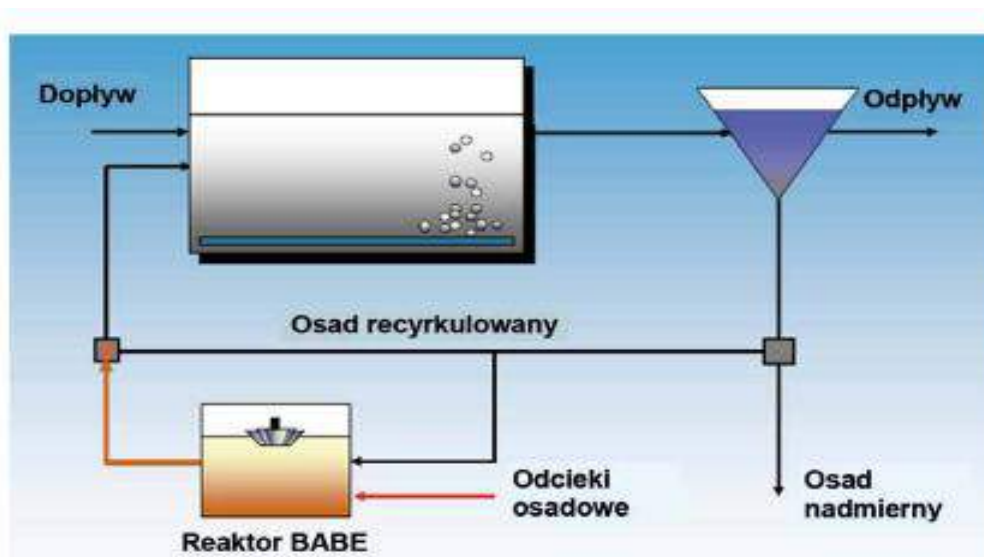 Dopływ
Odpływ
Osad recyrkulowany
Odcieki
osadowe
Osad
nadmierny
Reaktor BABE